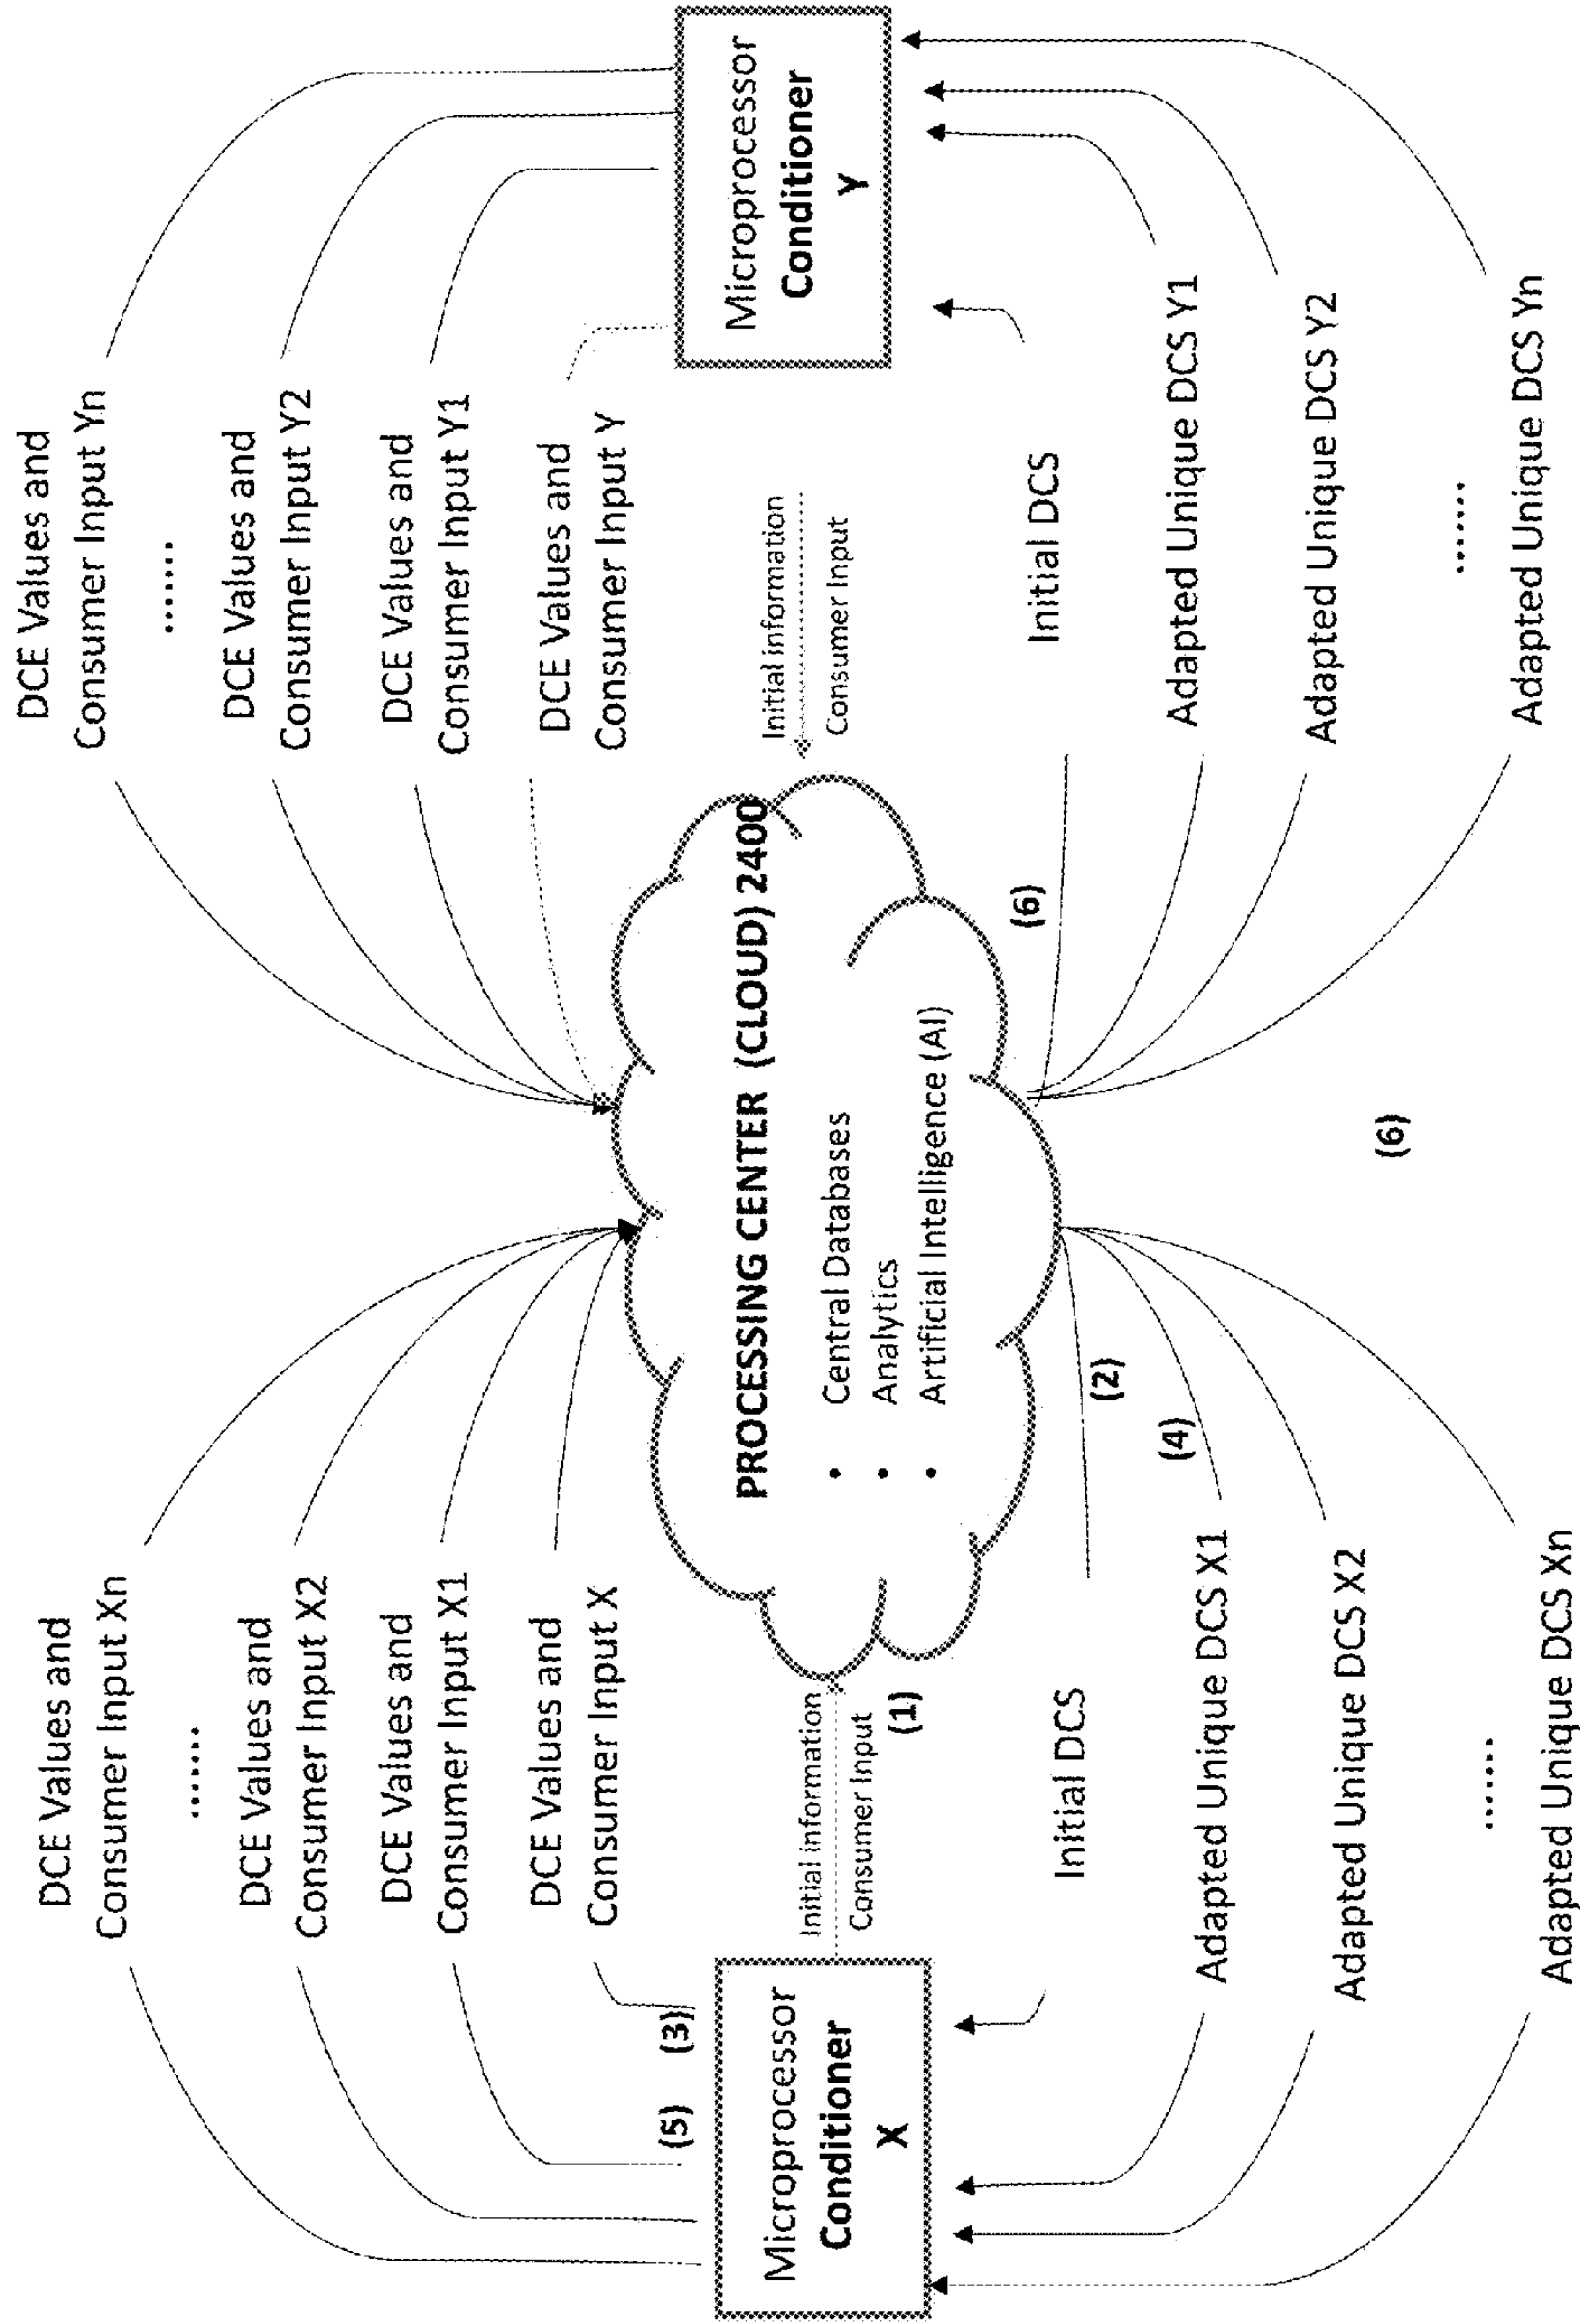 DCE Values and
Consumer Input Xn
.......
DCE Values and
Consumer Input X2
DCE Values and
Consumer Input X1
DCE Values and
Consumer Input X
(3)
(5)
Microprocessor
Conditioner
X
Initial information
Consumer Input
(1)
Initial DCS
Adapted Unique DCS X1
Adapted Unique DCS X2
.......
Adapted Unique DCS Xn
PROCESSING CENTER (CLOUD) 2400
• Central Databases
• Analytics
• Artificial Intelligence (AI)
(2)
(4)
(6)
(6)
DCE Values and
Consumer Input Yn
.......
DCE Values and
Consumer Input Y2
DCE Values and
Consumer Input Y1
DCE Values and
Consumer Input Y
Initial information
Consumer Input
Microprocessor
Conditioner
Y
Initial DCS
Adapted Unique DCS Y1
Adapted Unique DCS Y2
.......
Adapted Unique DCS Yn